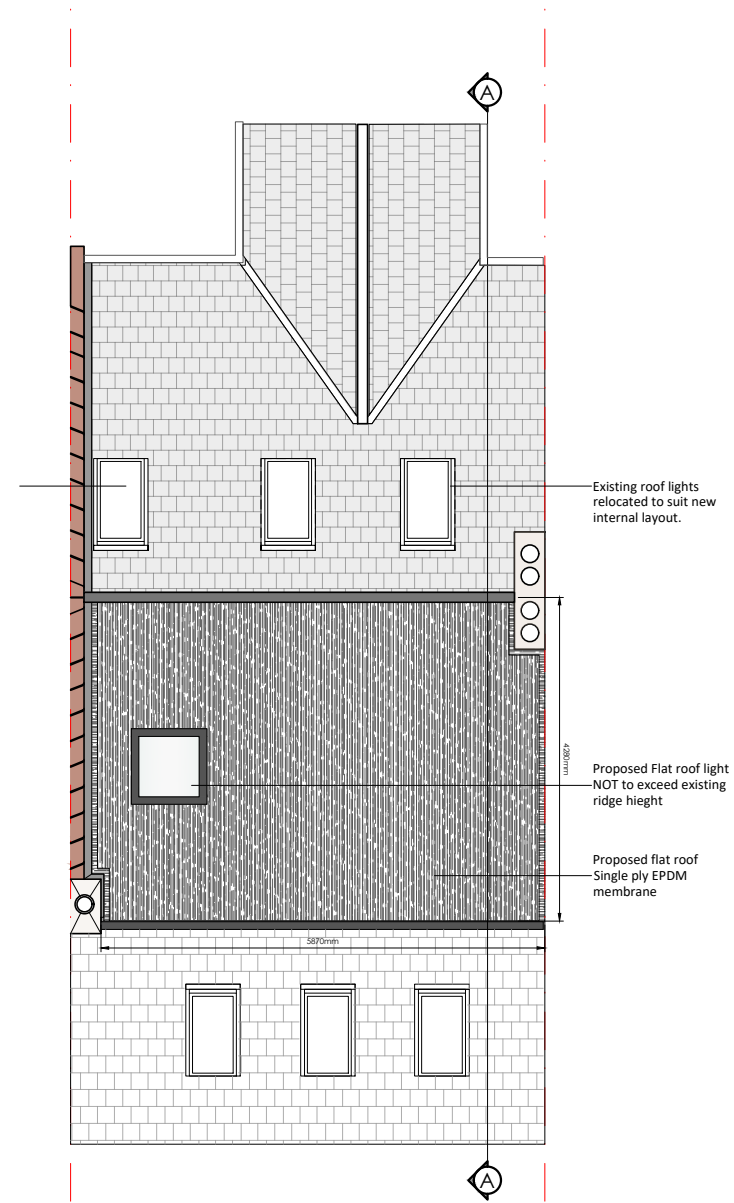 A
Existing roof lights
relocated to suit new
internal layout.
4280mm
Proposed Flat roof light
NOT to exceed existing
ridge hieght
Proposed flat roof
Single ply EPDM
membrane
5870mm
A